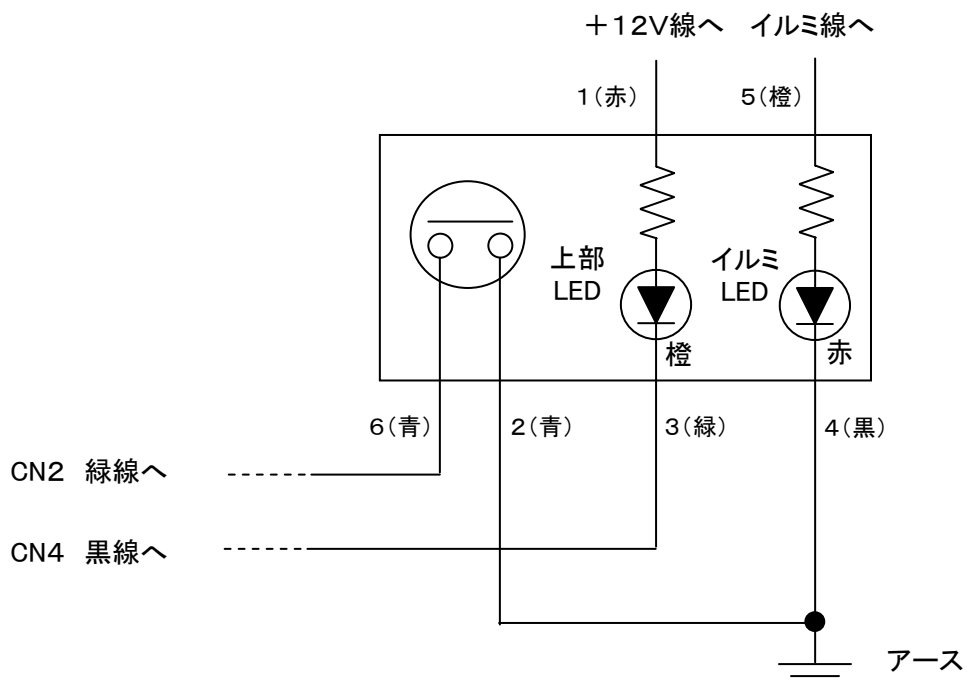 +12V線へ イルミ線へ
1(赤) 5(橙)
上部
LED
イルミ
LED
橙
赤
6(青) 2(青) 3(緑) 4(黒)
CN2 緑線へ
CN4 黒線へ
アース